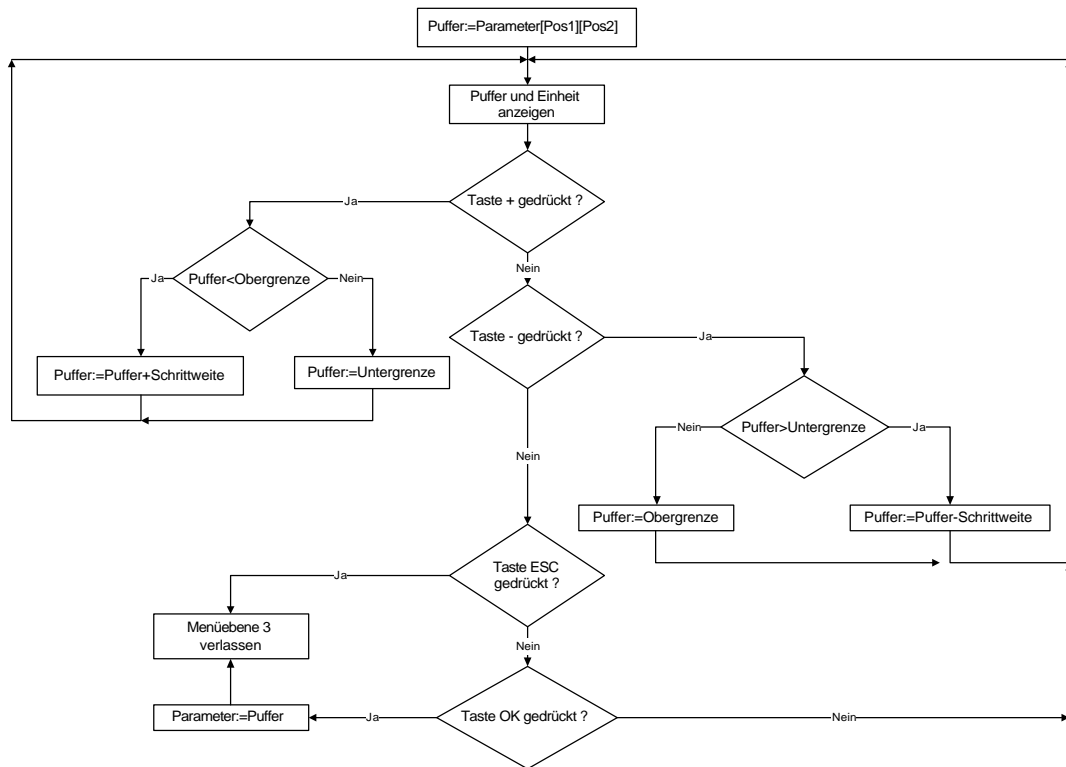 Puffer:=Parameter[Pos1][Pos2]
Puffer und Einheit
anzeigen
Taste + gedrückt ?
Ja
Nein
Puffer<Obergrenze
Ja
Nein
Puffer:=Puffer+Schrittweite
Puffer:=Untergrenze
Taste - gedrückt ?
Ja
Nein
Puffer>Untergrenze
Nein
Ja
Puffer:=Obergrenze
Puffer:=Puffer-Schrittweite
Taste ESC
gedrückt ?
Ja
Nein
Menüebene 3
verlassen
Taste OK gedrückt ?
Ja
Nein
Parameter:=Puffer